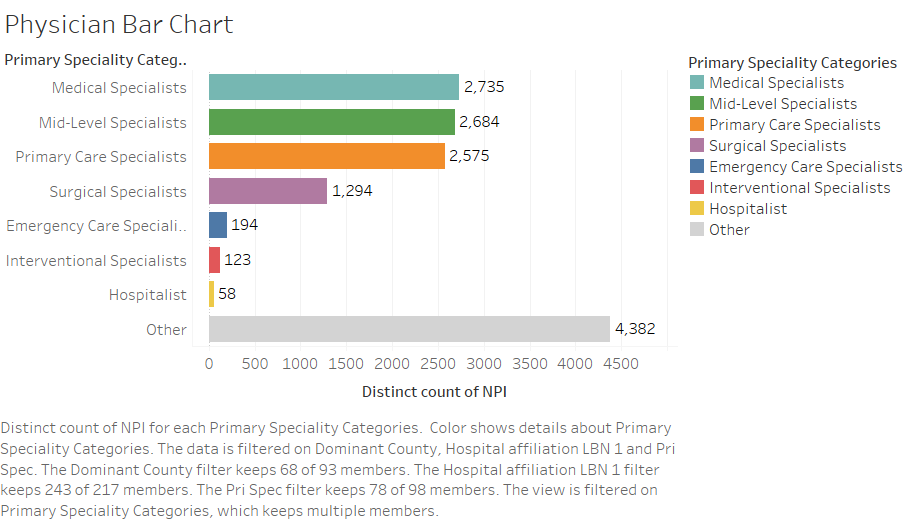 Physician Bar Chart
Primary Speciality Categ..
Medical Specialists 2,735
Mid-Level Specialists 2,684
Primary Care Specialists 2,575
Surgical Specialists 1,294
Emergency Care Speciali.. 194
Interventional Specialists 123
Hospitalist 58
Other 4,382
0 500 1000 1500 2000 2500 3000 3500 4000 4500
Distinct count of NPI
Primary Speciality Categories
Medical Specialists
Mid-Level Specialists
Primary Care Specialists
Surgical Specialists
Emergency Care Specialists
Interventional Specialists
Hospitalist
Other
Distinct count of NPI for each Primary Speciality Categories.  Color shows details about Primary
Speciality Categories. The data is filtered on Dominant County, Hospital affiliation LBN 1 and Pri
Spec. The Dominant County filter keeps 68 of 93 members. The Hospital affiliation LBN 1 filter
keeps 243 of 217 members. The Pri Spec filter keeps 78 of 98 members. The view is filtered on
Primary Speciality Categories, which keeps multiple members.